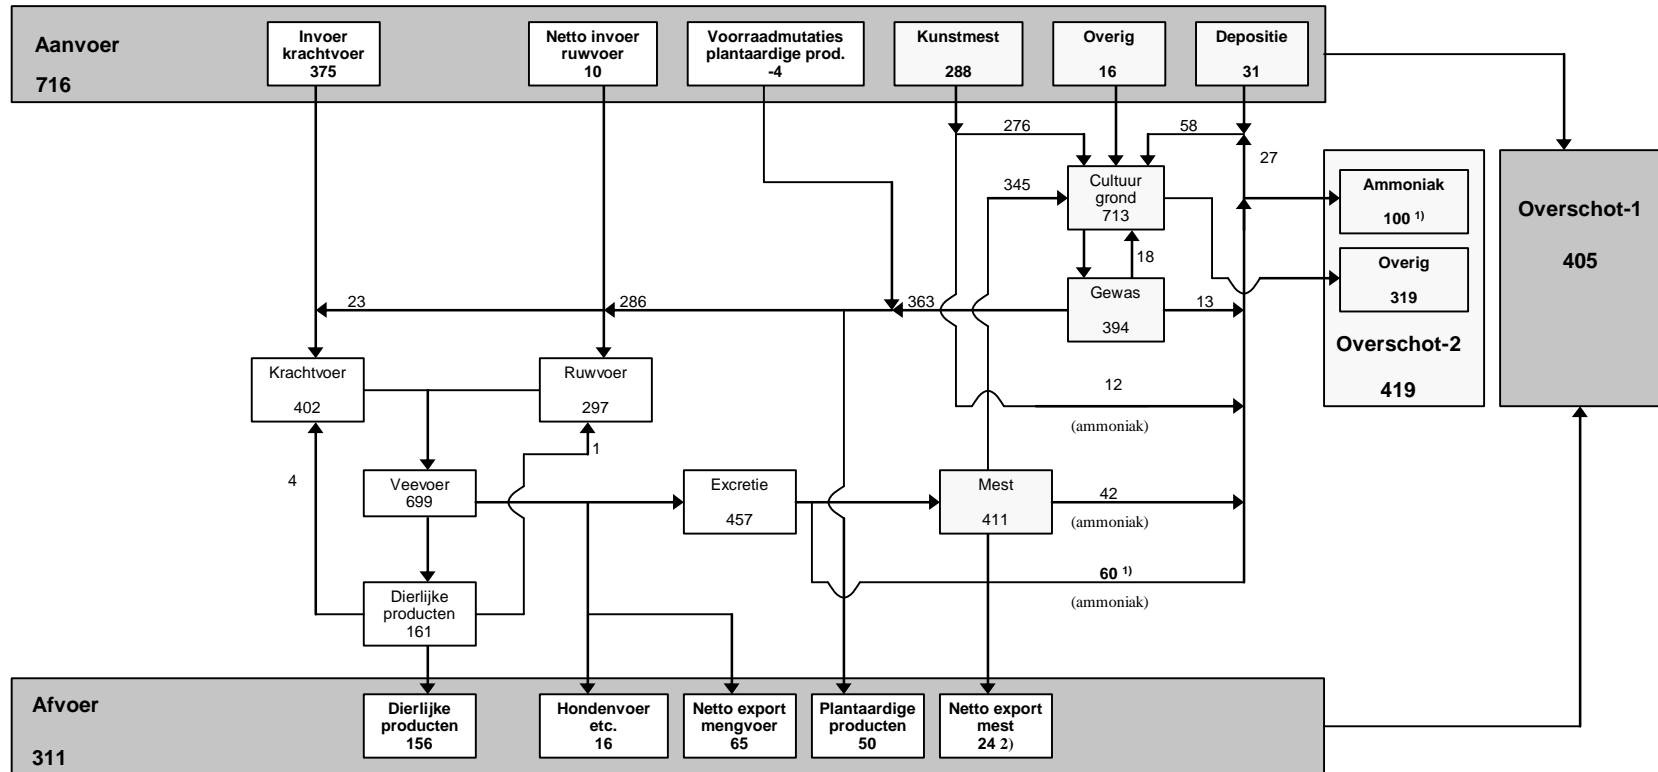 Aanvoer
716
Invoer
krachtvoer
375
Netto invoer
ruwvoer
10
Voorraadmutaties
plantaardige prod.
-4
Kunstmest
288
Overig
16
Depositie
31
276
58
27
345
Cultuur
grond
713
18
Ammoniak
100 1)
Overig
319
Overschot-2
419
Overschot-1
405
23
286
363
Gewas
394
13
Krachtvoer
402
Ruwvoer
297
12
(ammoniak)
4
1
Veevoer
699
Excretie
457
Mest
411
42
(ammoniak)
60 1)
(ammoniak)
Dierlijke
producten
161
Afvoer
311
Dierlijke
producten
156
Hondenvoer
etc.
16
Netto export
mengvoer
65
Plantaardige
producten
50
Netto export
mest
24 2)